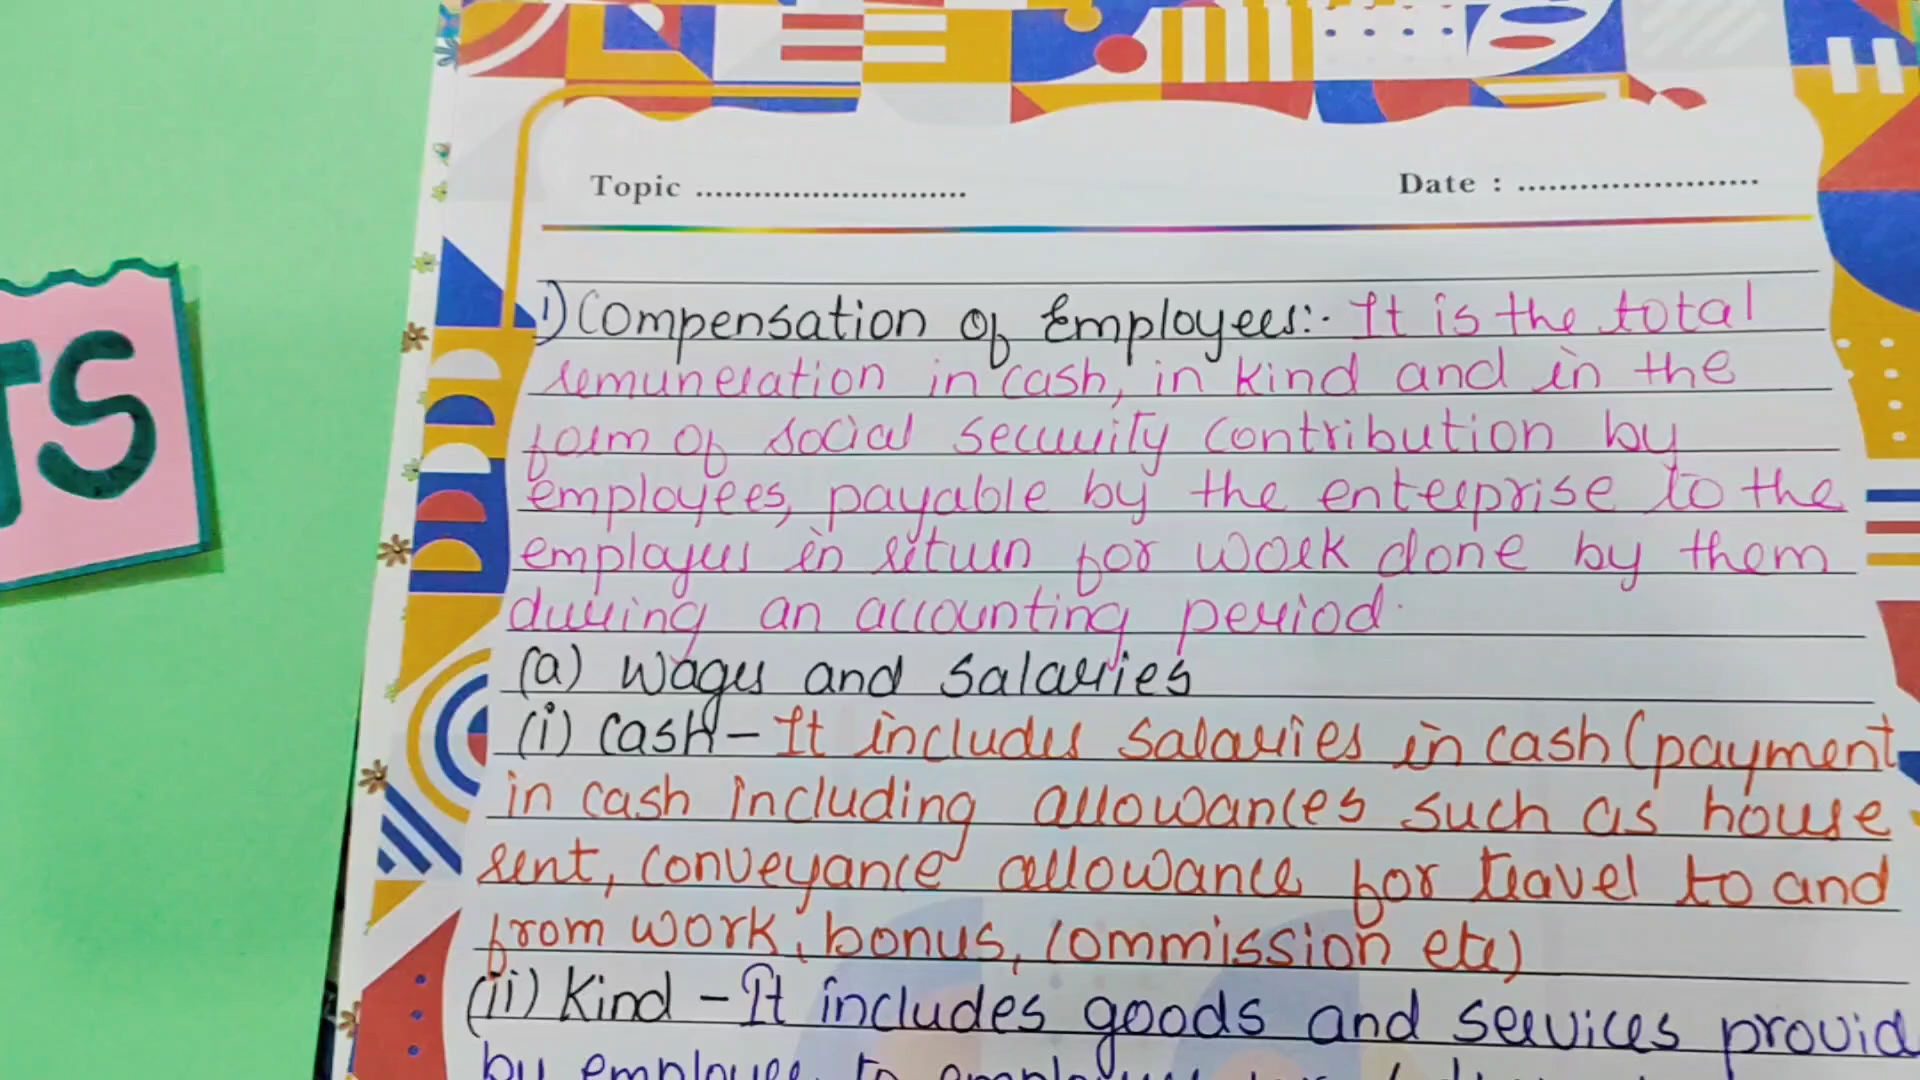 TS
Topic ............................ Date : .........................
1) Compensation of Employees:- It is the total
remuneration in cash, in kind and in the
form of social security contribution by
employees, payable by the enterprise to the
employees in return for work done by them
during an accounting period.
(a) Wages and Salaries
(i) Cash - It includes salaries in cash (payment
in cash including allowances such as house
rent, conveyance allowance for travel to and
from work, bonus, commission etc)
(ii) Kind - It includes goods and services provid
by to